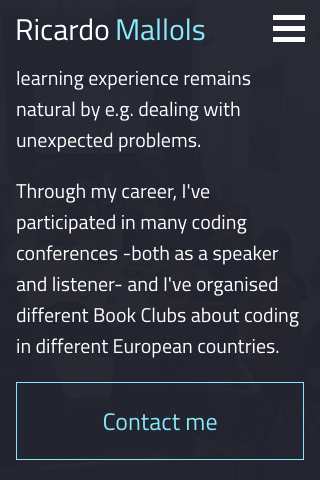 Ricardo Mallols
learning experience remains
natural by e.g. dealing with
unexpected problems.
Through my career, I've
participated in many coding
conferences -both as a speaker
and listener- and I've organised
different Book Clubs about coding
in different European countries.
Contact me